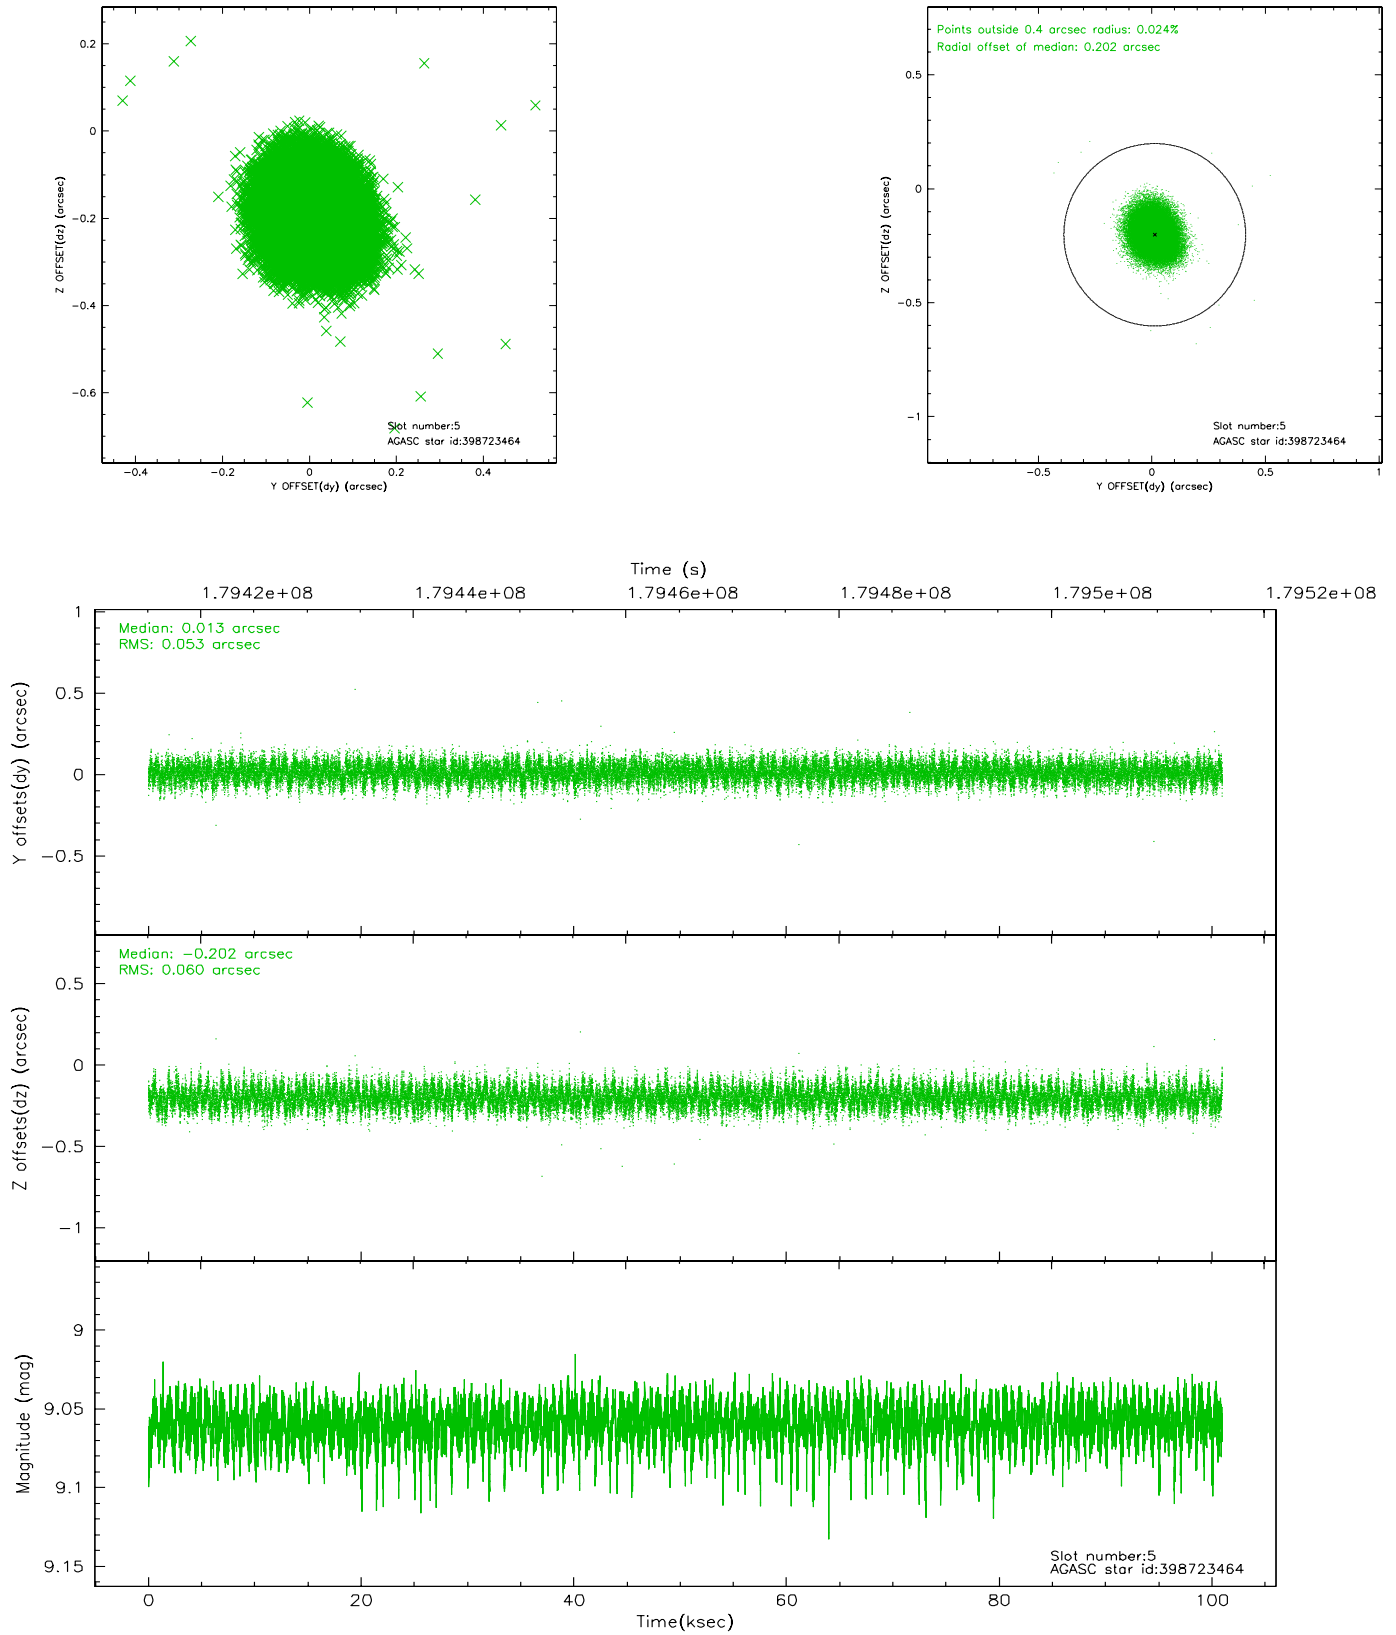 0.2
0
−0.2
−0.4
−0.6
Z OFFSET(dz) (arcsec)
Slot number:5
AGASC star id:398723464
−0.4 −0.2 0 0.2 0.4
Y OFFSET(dy) (arcsec)
Points outside 0.4 arcsec radius: 0.024%
Radial offset of median: 0.202 arcsec
0.5
0
−0.5
−1
Z OFFSET(dz) (arcsec)
Slot number:5
AGASC star id:398723464
−0.5 0 0.5 1
Y OFFSET(dy) (arcsec)
Time (s)
1.7942e+08 1.7944e+08 1.7946e+08 1.7948e+08 1.795e+08 1.7952e+08
Median: 0.013 arcsec
RMS: 0.053 arcsec
1
0.5
0
−0.5
Y offsets(dy) (arcsec)
Median: −0.202 arcsec
RMS: 0.060 arcsec
0.5
0
−0.5
−1
Z offsets(dz) (arcsec)
9
9.05
9.1
9.15
Magnitude (mag)
Slot number:5
AGASC star id:398723464
0 20 40 60 80 100
Time(ksec)